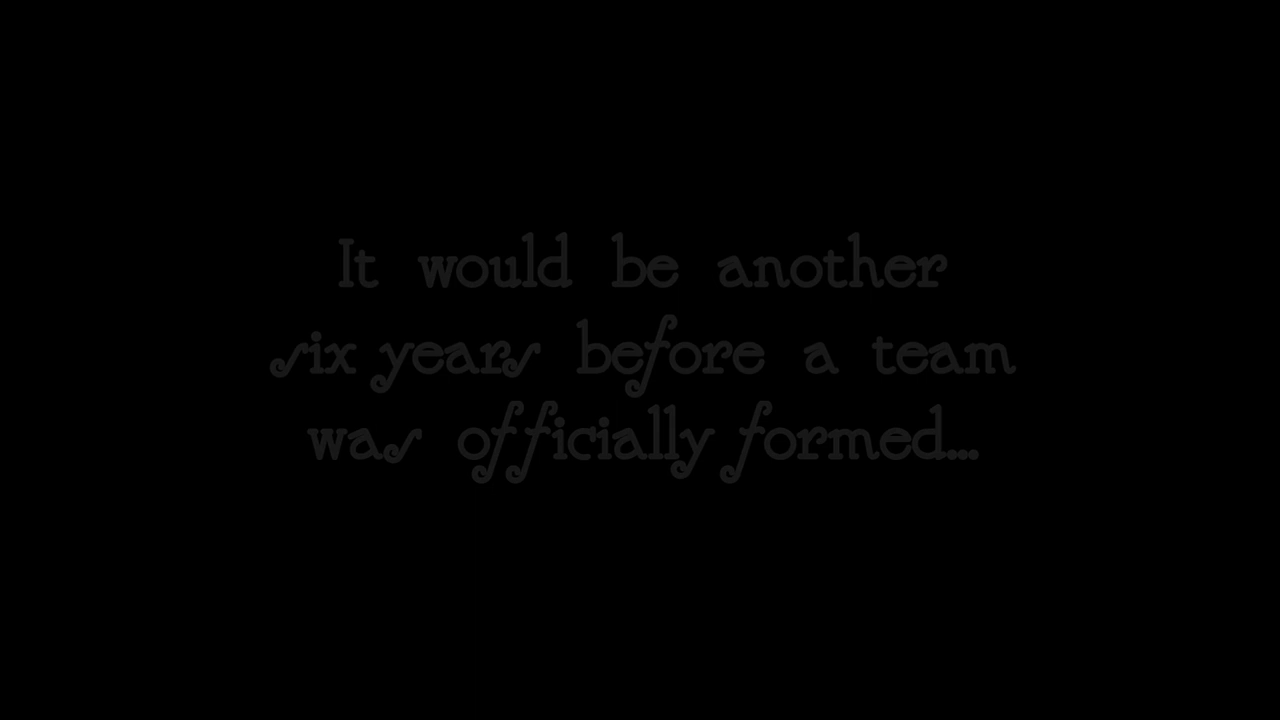 It would be another
six years before a team
was officially formed...